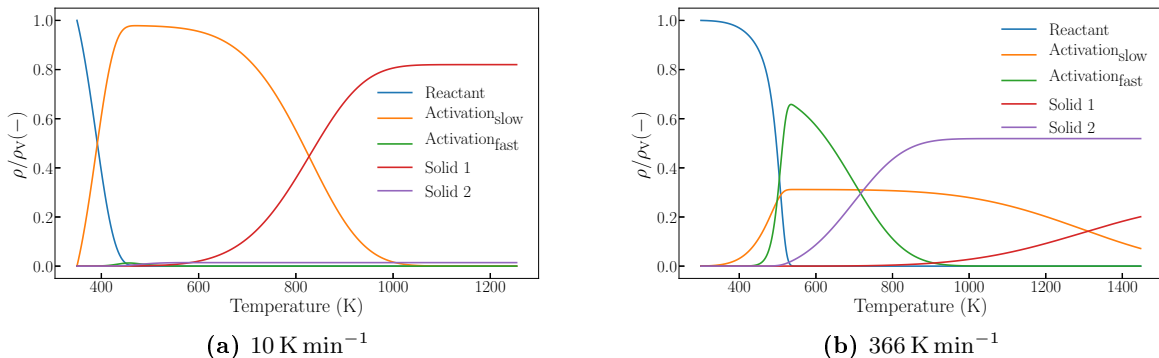 1.0
0.8
0.6
0.4
0.2
0.0
ρ/ρV(−)
400
600
800
1000
1200
Temperature (K)
Reactant
Activationslow
Activationfast
Solid 1
Solid 2
(a) 10 K min−1
1.0
0.8
0.6
0.4
0.2
0.0
ρ/ρV(−)
400
600
800
1000
1200
1400
Temperature (K)
Reactant
Activationslow
Activationfast
Solid 1
Solid 2
(b) 366 K min−1